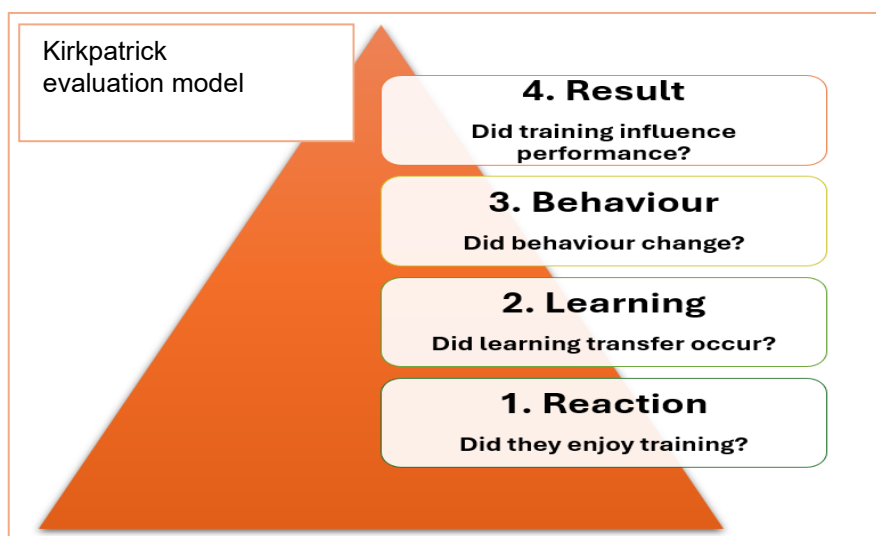 Kirkpatrick
evaluation model
4. Result
Did training influence
performance?
3. Behaviour
Did behaviour change?
2. Learning
Did learning transfer occur?
1. Reaction
Did they enjoy training?